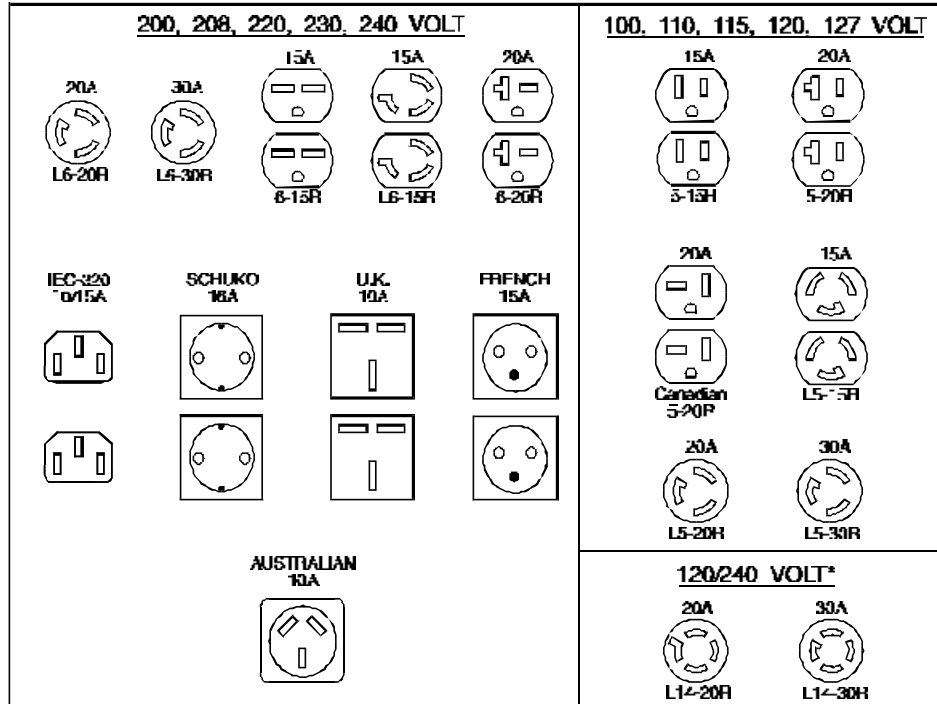 200, 208, 220, 230, 240 VOLT
20A
30A
15A
15A
20A
L6-20R
L6-30R
6-15R
L6-15R
6-20R
IEC-320
10/15A
SCHUKO
16A
U.K.
FRENCH
15A
AUSTRALIAN
10A
100, 110, 115, 120, 127 VOLT
15A
20A
5-15R
5-20R
20A
15A
Canadian
5-20R
L5-15R
20A
30A
L5-20R
L5-30R
120/240 VOLT*
20A
30A
L14-20R
L14-30R